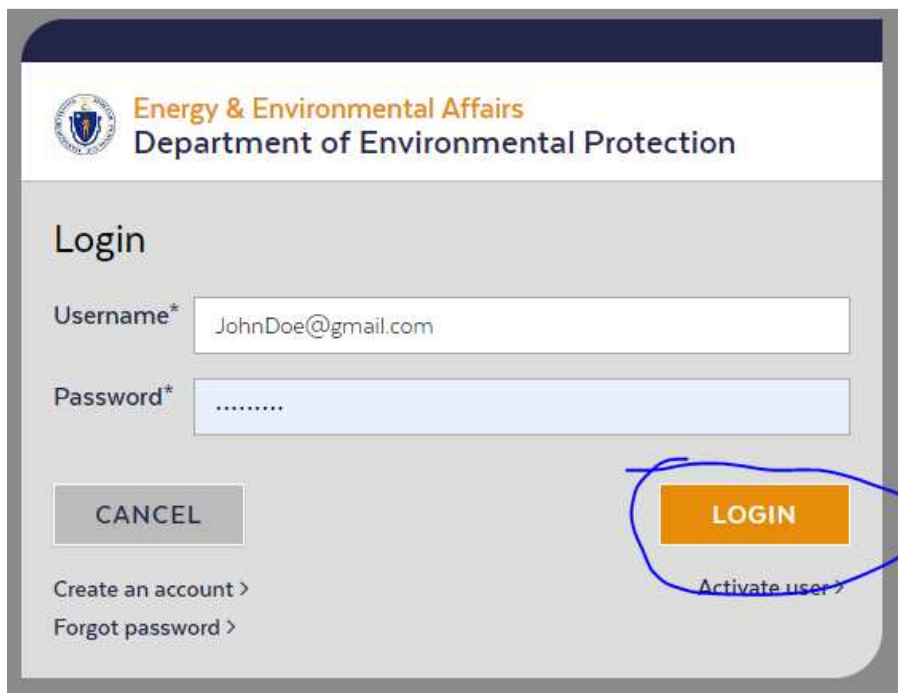 Energy & Environmental Affairs
Department of Environmental Protection
Login
Username*
JohnDoe@gmail.com
Password*
.........
CANCEL
LOGIN
Create an account >
Activate user >
Forgot password >